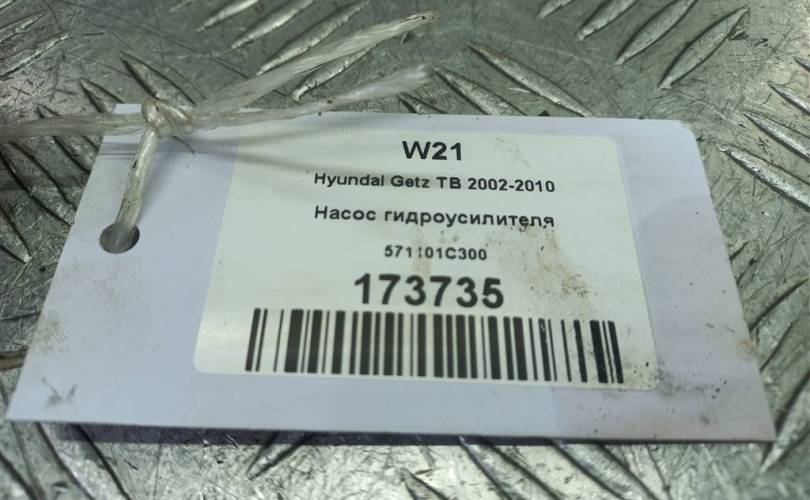 W21
Hyundai Getz TB 2002-2010
Насос гидроусилителя
571101C300
173735